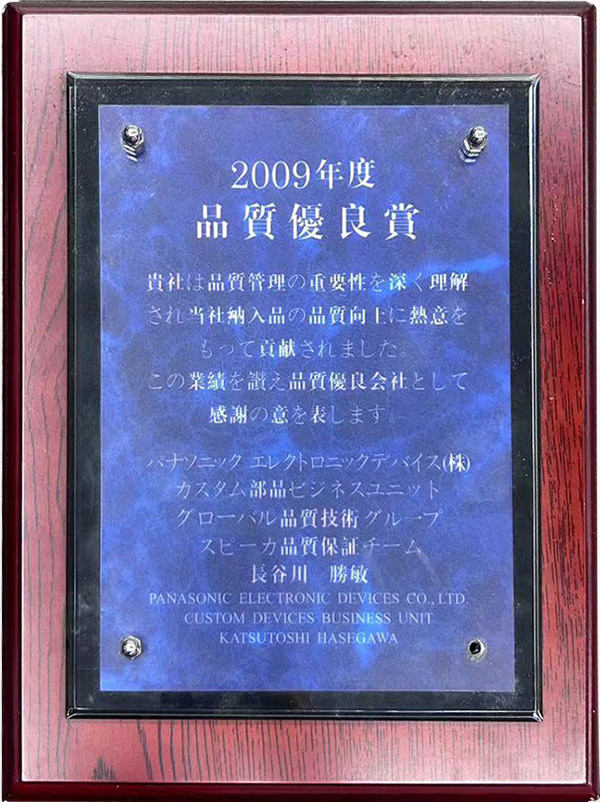 2009年度
品質優良賞
貴社は品質管理の重要性を深く理解
され当社納入品の品質向上に熱意を
もって貢献されました。
この業績を讃え品質優良会社として
感謝の意を表します。
パナソニック エレクトロニックデバイス(株)
カスタム部品ビジネスユニット
グローバル品質技術グループ
スピーカ品質保証チーム
長谷川 勝敏
PANASONIC ELECTRONIC DEVICES CO., LTD.
CUSTOM DEVICES BUSINESS UNIT
KATSUTOSHI HASEGAWA